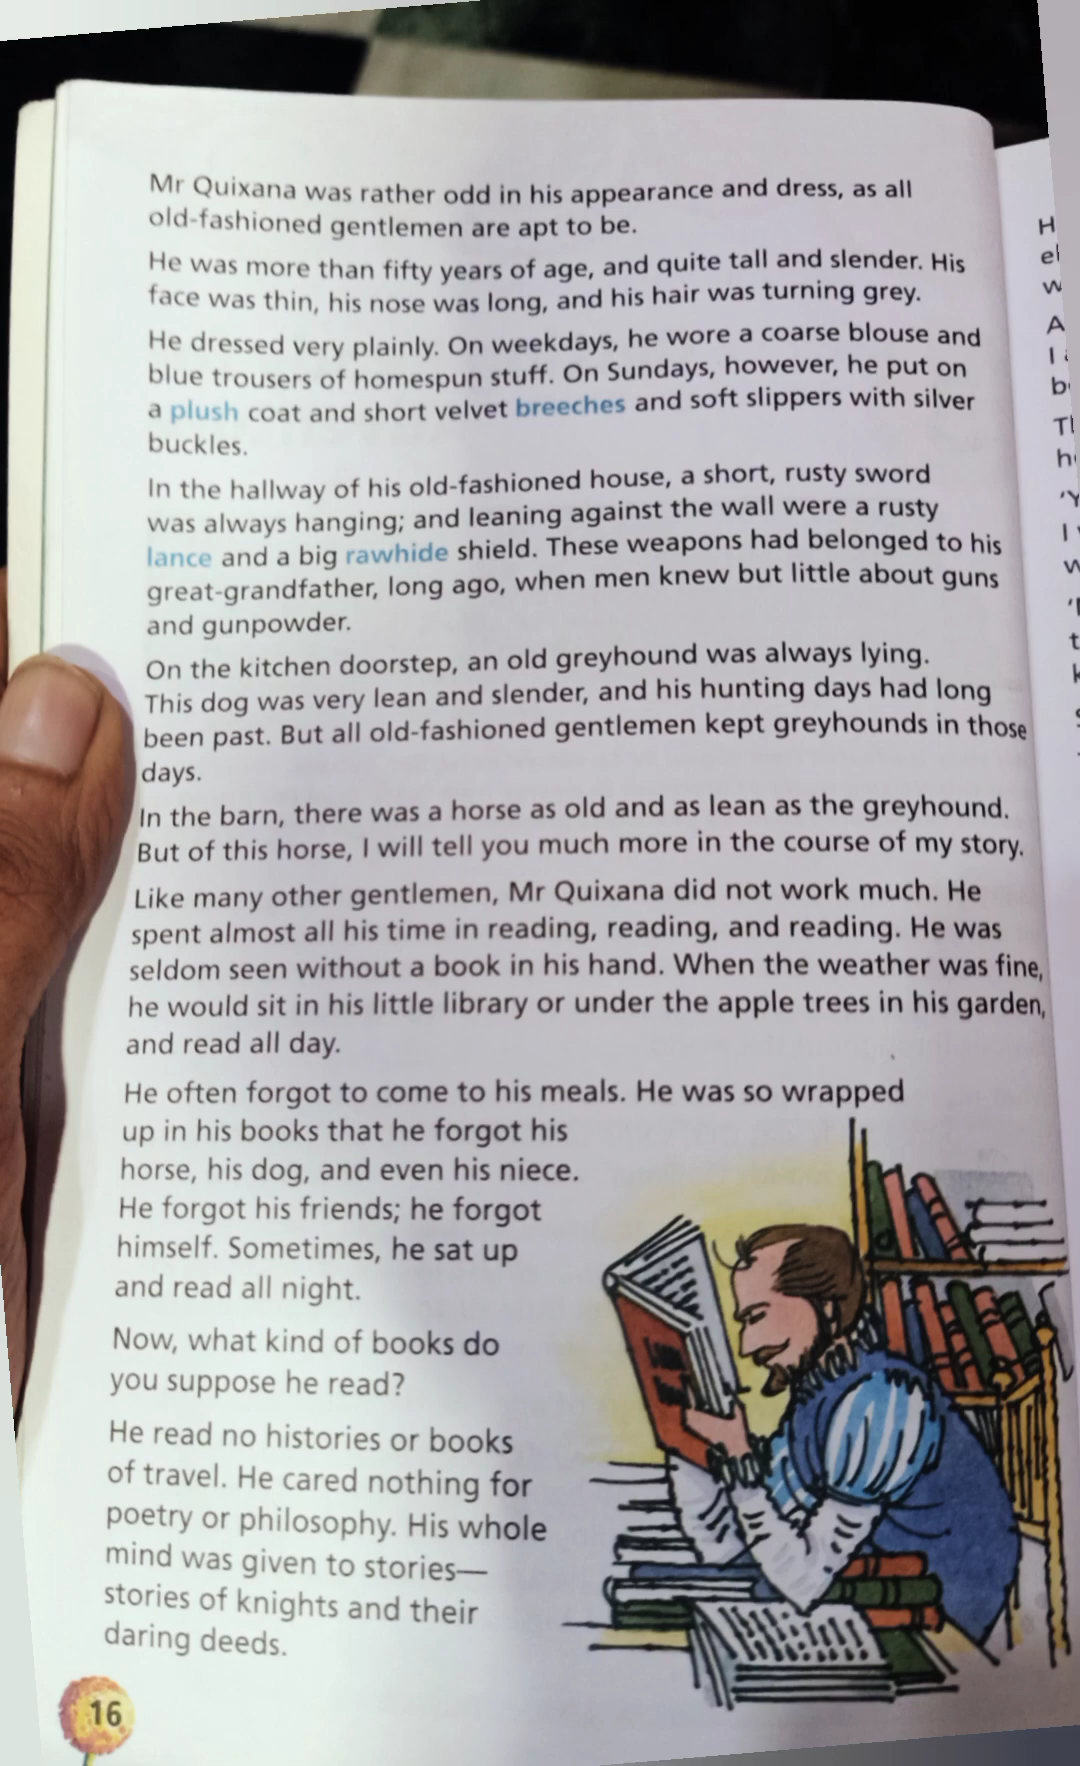 Mr Quixana was rather odd in his appearance and dress, as all
old-fashioned gentlemen are apt to be.
He was more than fifty years of age, and quite tall and slender. His
face was thin, his nose was long, and his hair was turning grey.
He dressed very plainly. On weekdays, he wore a coarse blouse and
blue trousers of homespun stuff. On Sundays, however, he put on
a plush coat and short velvet breeches and soft slippers with silver
buckles.
In the hallway of his old-fashioned house, a short, rusty sword
was always hanging; and leaning against the wall were a rusty
lance and a big rawhide shield. These weapons had belonged to his
great-grandfather, long ago, when men knew but little about guns
and gunpowder.
On the kitchen doorstep, an old greyhound was always lying.
This dog was very lean and slender, and his hunting days had long
been past. But all old-fashioned gentlemen kept greyhounds in those
days.
In the barn, there was a horse as old and as lean as the greyhound.
But of this horse, I will tell you much more in the course of my story.
Like many other gentlemen, Mr Quixana did not work much. He
spent almost all his time in reading, reading, and reading. He was
seldom seen without a book in his hand. When the weather was fine,
he would sit in his little library or under the apple trees in his garden,
and read all day.
He often forgot to come to his meals. He was so wrapped
up in his books that he forgot his
horse, his dog, and even his niece.
He forgot his friends; he forgot
himself. Sometimes, he sat up
and read all night.
Now, what kind of books do
you suppose he read?
He read no histories or books
of travel. He cared nothing for
poetry or philosophy. His whole
mind was given to stories—
stories of knights and their
daring deeds.
16